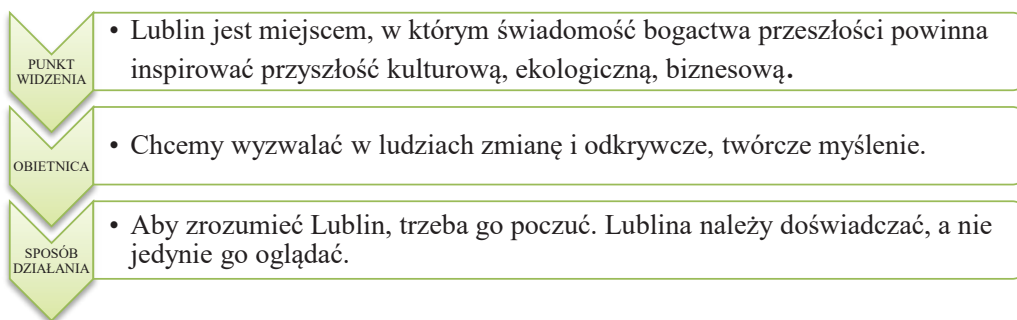 PUNKT
WIDZENIA
• Lublin jest miejscem, w którym świadomość bogactwa przeszłości powinna
inspirować przyszłość kulturową, ekologiczną, biznesową.
OBIETNICA
• Chcemy wyzwalać w ludziach zmianę i odkrywcze, twórcze myślenie.
SPOSÓB
DZIAŁANIA
• Aby zrozumieć Lublin, trzeba go poczuć. Lublina należy doświadczać, a nie
jedynie go oglądać.